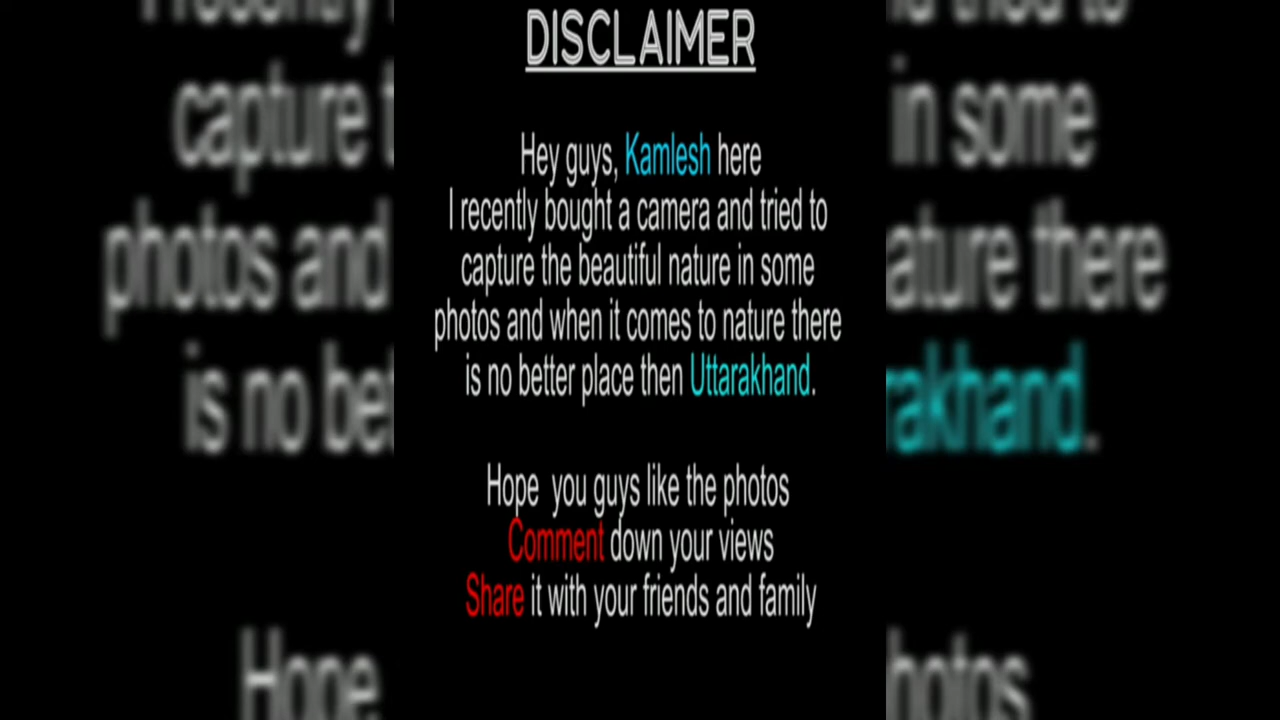 DISCLAIMER
Hey guys, Kamlesh here
I recently bought a camera and tried to
capture the beautiful nature in some
photos and when it comes to nature there
is no better place then Uttarakhand.
Hope you guys like the photos
Comment down your views
Share it with your friends and family